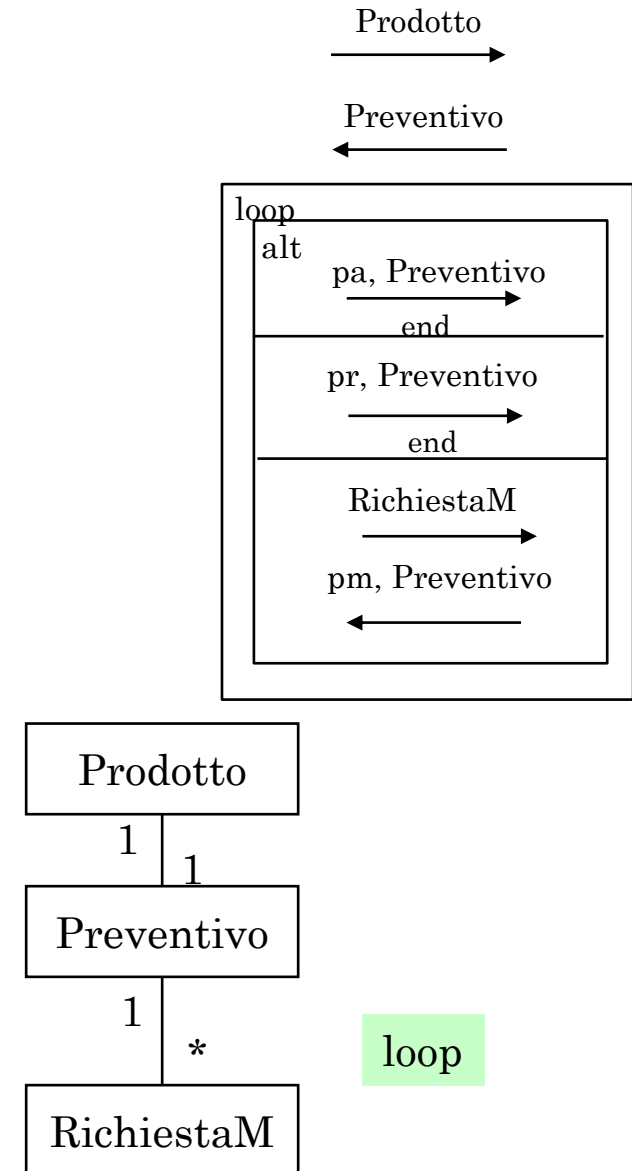 Prodotto
Preventivo
loop
alt
pa, Preventivo
end
pr, Preventivo
end
RichiestaM
pm, Preventivo
Prodotto
1
1
Preventivo
1
*
loop
RichiestaM